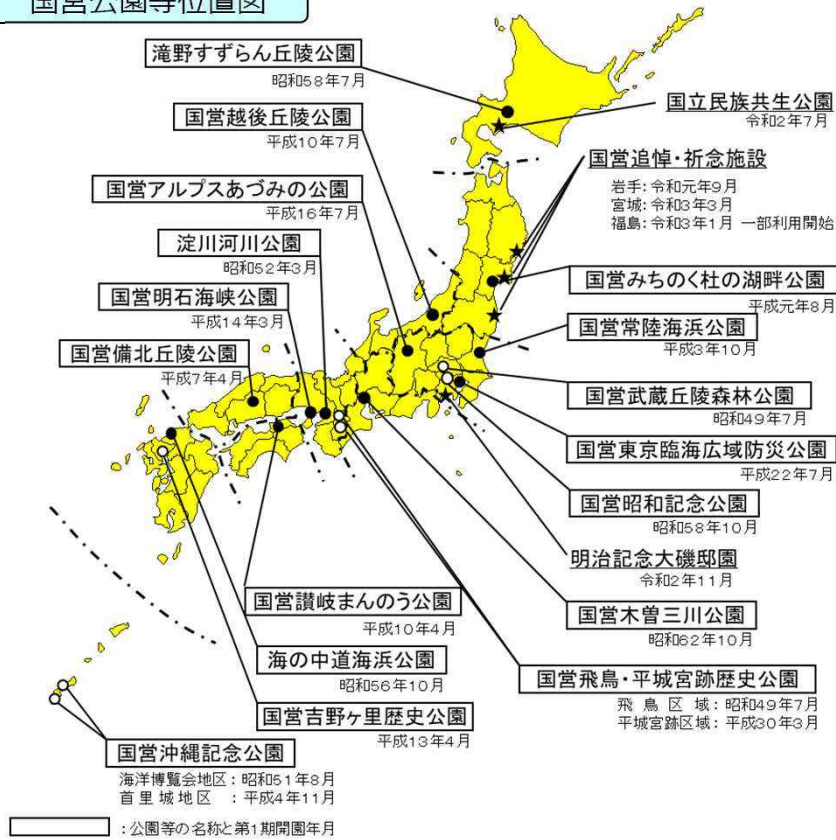 国営公園等位置図
滝野すずらん丘陵公園
昭和58年7月
国営越後丘陵公園
平成10年7月
国営アルプスあづみの公園
平成16年7月
淀川河川公園
昭和52年3月
国営明石海峡公園
平成14年3月
国営備北丘陵公園
平成7年4月
国立民族共生公園
令和2年7月
国営追悼・祈念施設
岩手：令和元年9月
宮城：令和3年3月
福島：令和3年1月 一部利用開始
国営みちのく杜の湖畔公園
平成元年8月
国営常陸海浜公園
平成3年10月
国営武蔵丘陵森林公園
昭和49年7月
国営東京臨海広域防災公園
平成22年7月
国営昭和記念公園
昭和58年10月
明治記念大磯邸園
令和2年11月
国営木曽三川公園
昭和62年10月
国営飛鳥・平城宮跡歴史公園
飛鳥区域：昭和49年7月
平城宮跡区域：平成30年3月
国営讃岐まんのう公園
平成10年4月
海の中道海浜公園
昭和56年10月
国営吉野ヶ里歴史公園
平成13年4月
国営沖縄記念公園
海洋博覧会地区：昭和51年8月
首里城地区：平成4年11月
：公園等の名称と第1期開園年月